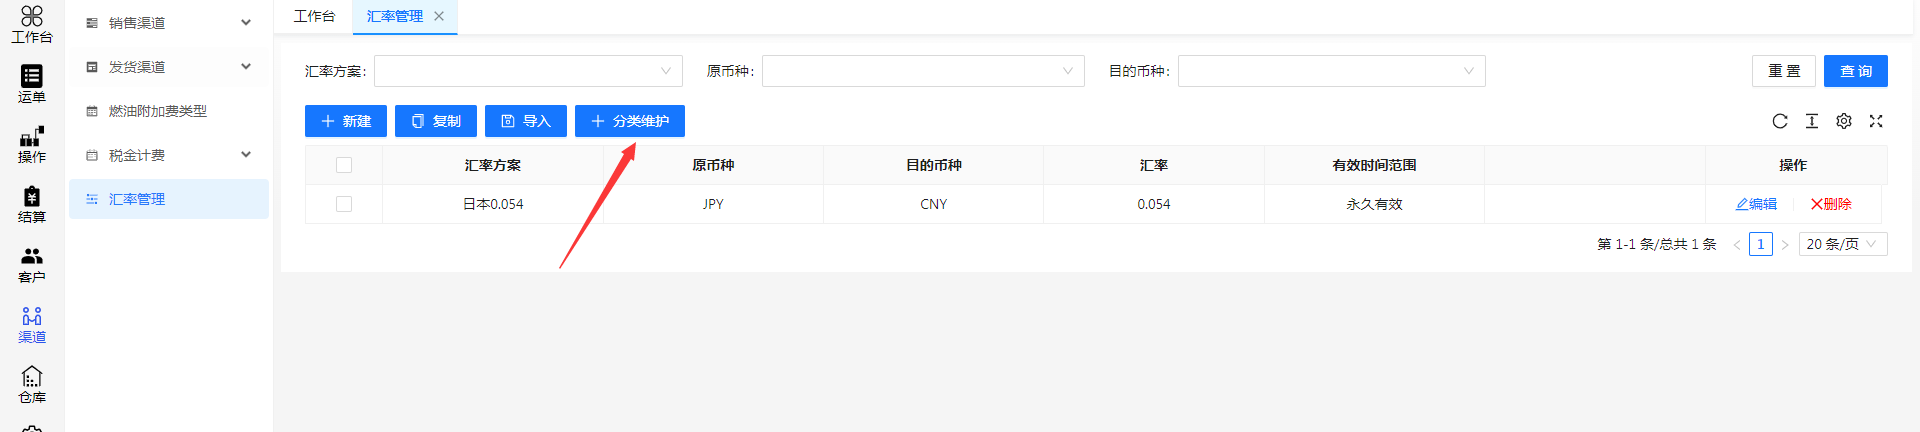 工作台
运单
操作
结算
客户
渠道
仓库
销售渠道
发货渠道
燃油附加费类型
税金计费
汇率管理
工作台 汇率管理
汇率方案: 原币种: 目的币种: 重置 查询
新建 复制 导入 分类维护
汇率方案 原币种 目的币种 汇率 有效时间范围 操作
日本0.054 JPY CNY 0.054 永久有效 编辑 删除
第 1-1 条/总共 1 条 1 20 条/页